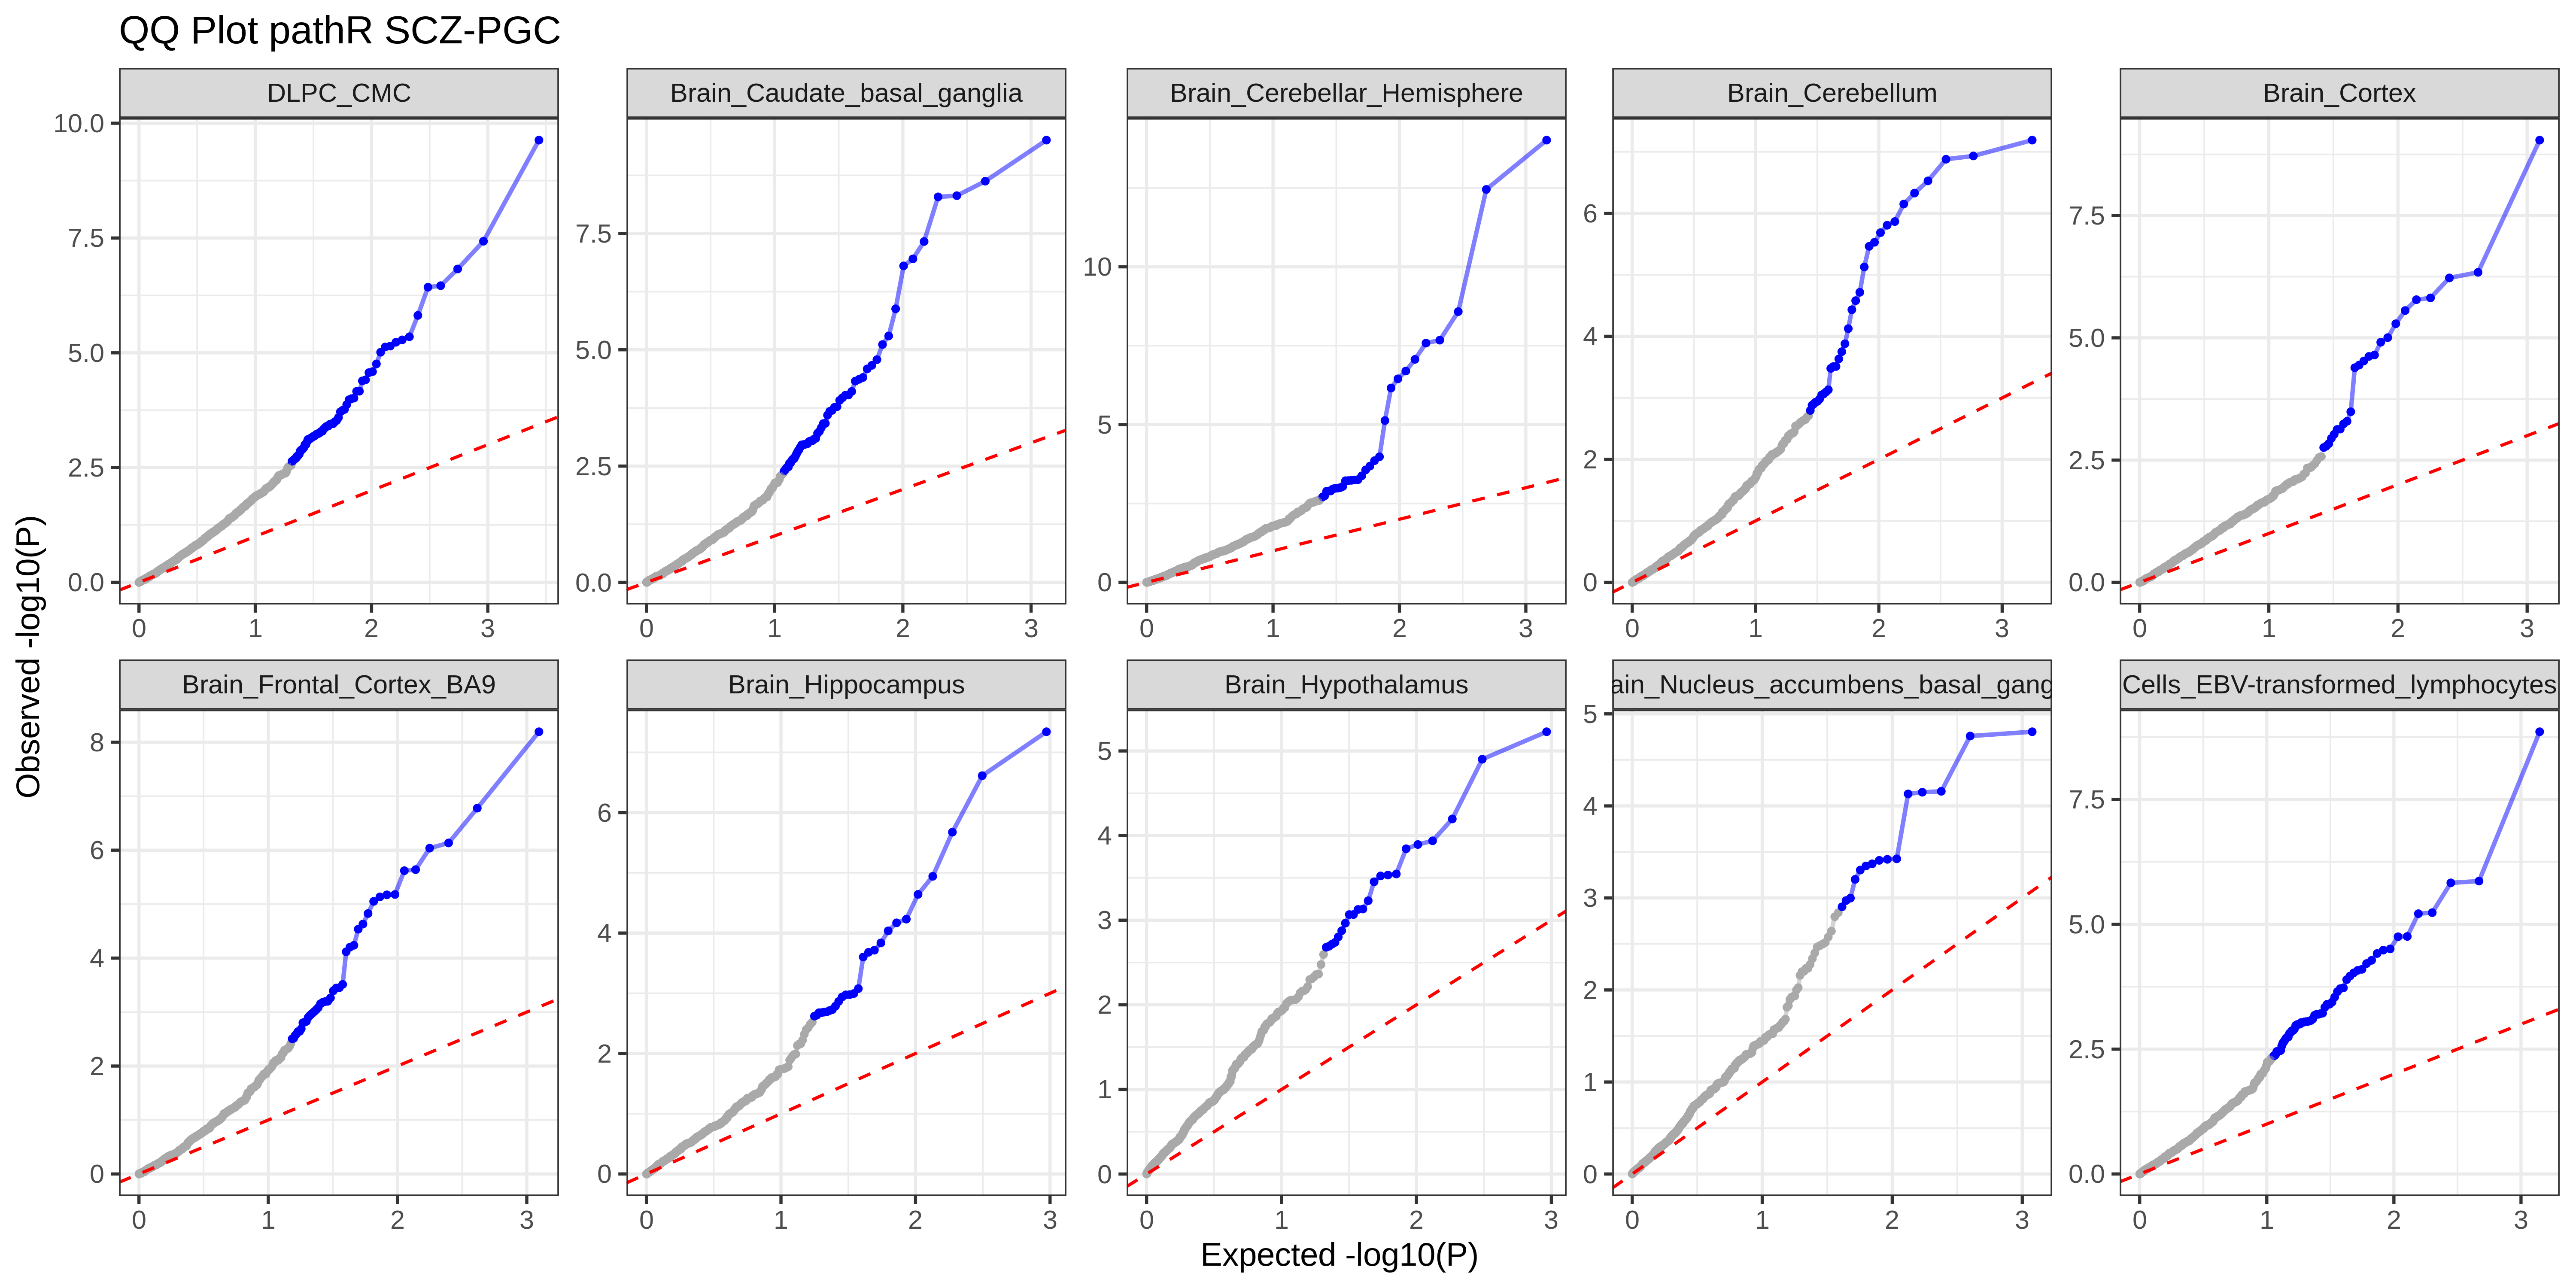 QQ Plot pathR SCZ-PGC
DLPC_CMC
Brain_Caudate_basal_ganglia
Brain_Cerebellar_Hemisphere
Brain_Cerebellum
Brain_Cortex
10.0
7.5
5.0
2.5
0.0
7.5
5.0
2.5
0.0
10
5
0
6
4
2
0
7.5
5.0
2.5
0.0
0 1 2 3
0 1 2 3
0 1 2 3
0 1 2 3
0 1 2 3
Observed -log10(P)
Brain_Frontal_Cortex_BA9
Brain_Hippocampus
Brain_Hypothalamus
ain_Nucleus_accumbens_basal_gang
Cells_EBV-transformed_lymphocytes
8
6
4
2
0
6
4
2
0
5
4
3
2
1
0
5
4
3
2
1
0
7.5
5.0
2.5
0.0
0 1 2 3
0 1 2 3
0 1 2 3
0 1 2 3
0 1 2 3
Expected -log10(P)